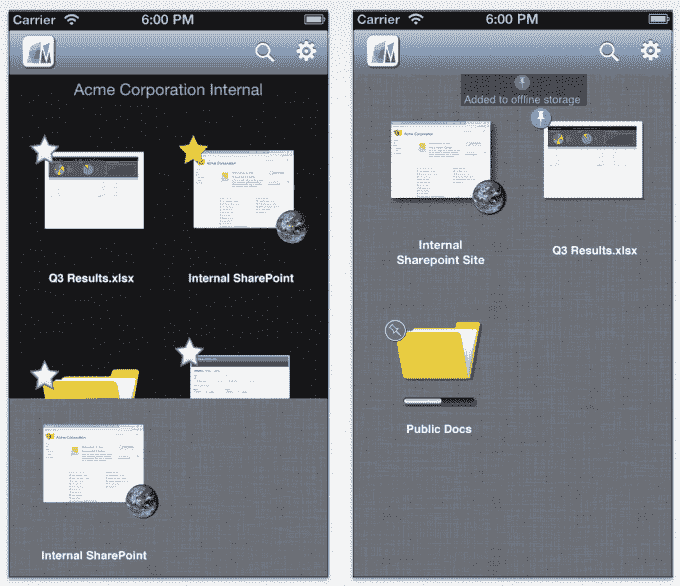 Carrier 6:00 PM
Acme Corporation Internal
Q3 Results.xlsx
Internal SharePoint
Internal SharePoint
Carrier 6:00 PM
Added to offline storage
Internal
Sharepoint Site
Q3 Results.xlsx
Public Docs